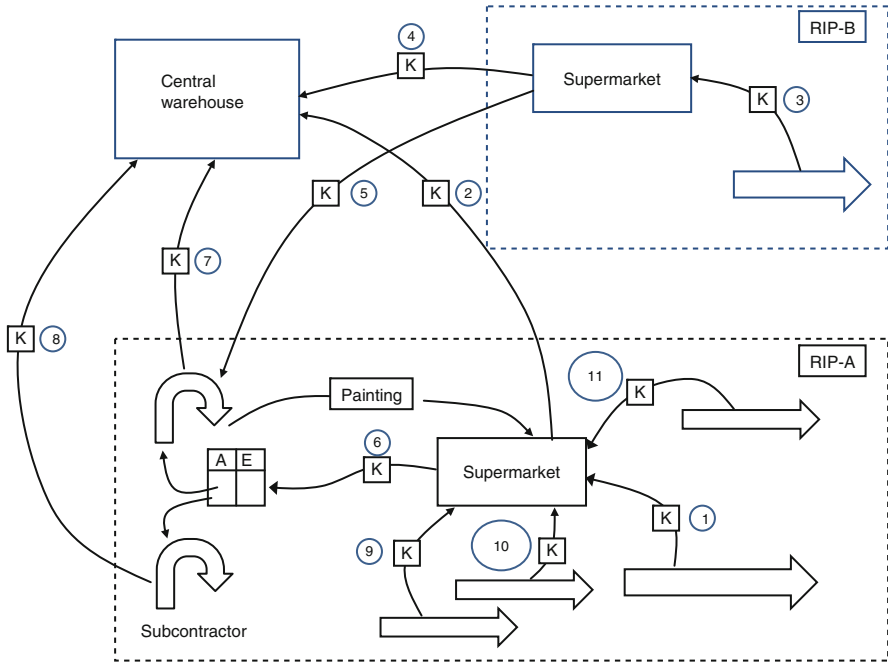 RIP-B
4
K
Central
warehouse
Supermarket
K
3
K
5
K
2
K
7
K
8
RIP-A
11
K
Painting
6
A E
K
Supermarket
K
1
9
K
10
K
Subcontractor